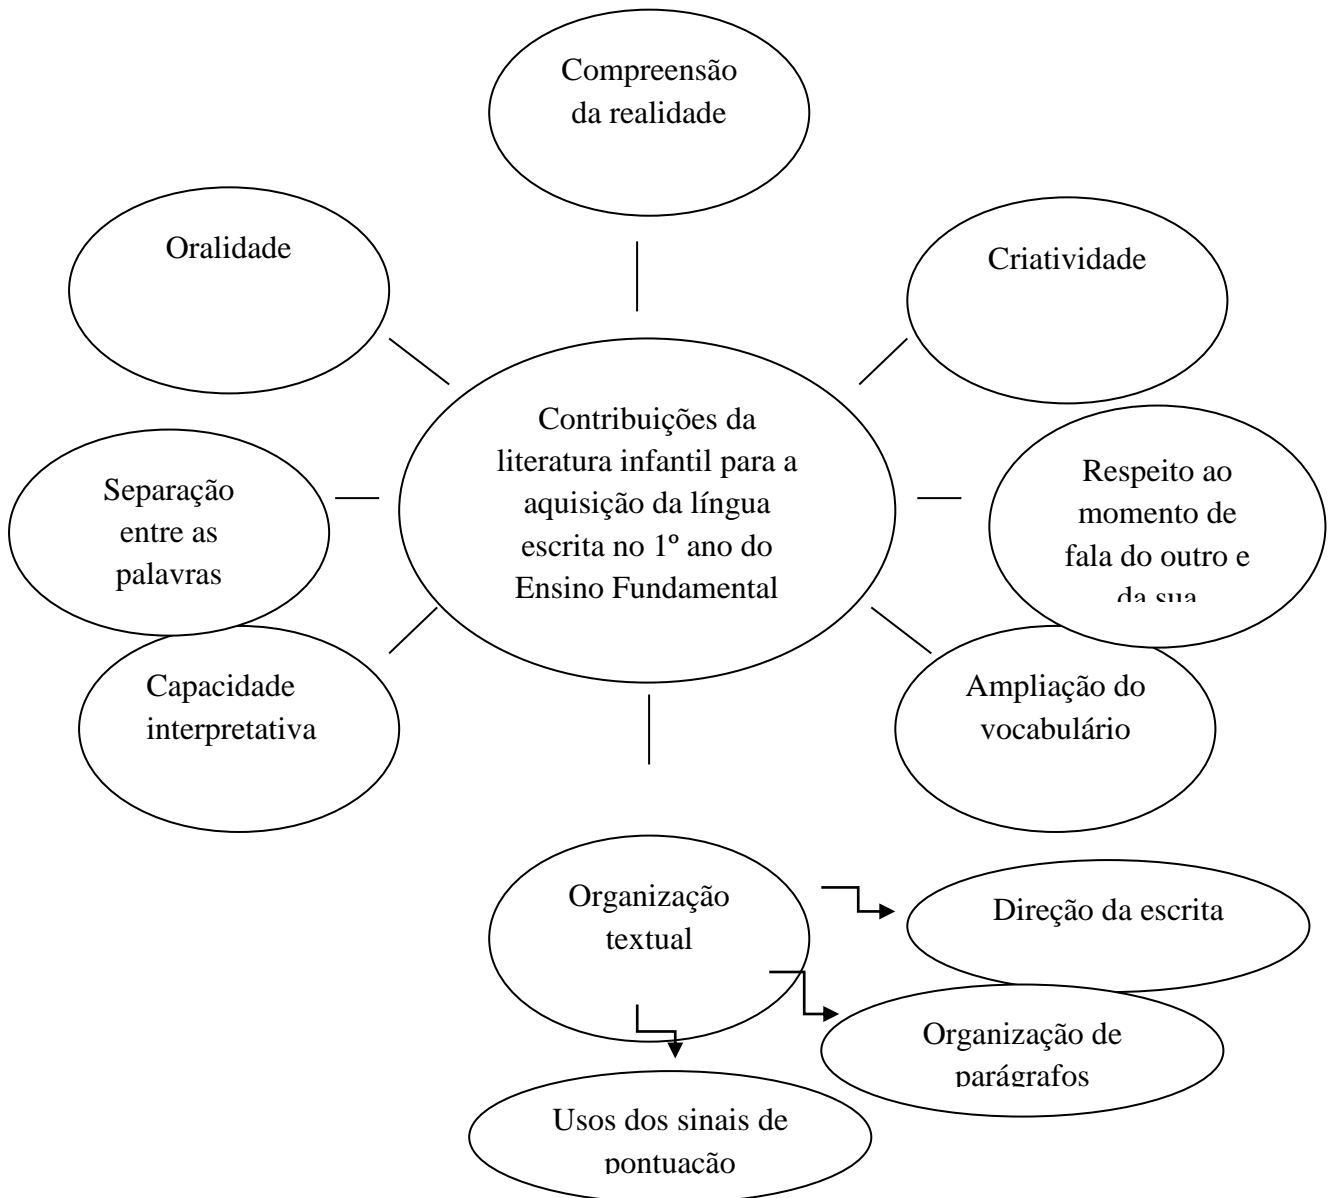 Compreensão
da realidade
Oralidade
Criatividade
Contribuições da
literatura infantil para a
aquisição da língua
escrita no 1º ano do
Ensino Fundamental
Separação
entre as
palavras
Respeito ao
momento de
fala do outro e
da sua
Capacidade
interpretativa
Ampliação do
vocabulário
Organização
textual
Direção da escrita
Organização de
parágrafos
Usos dos sinais de
pontuação